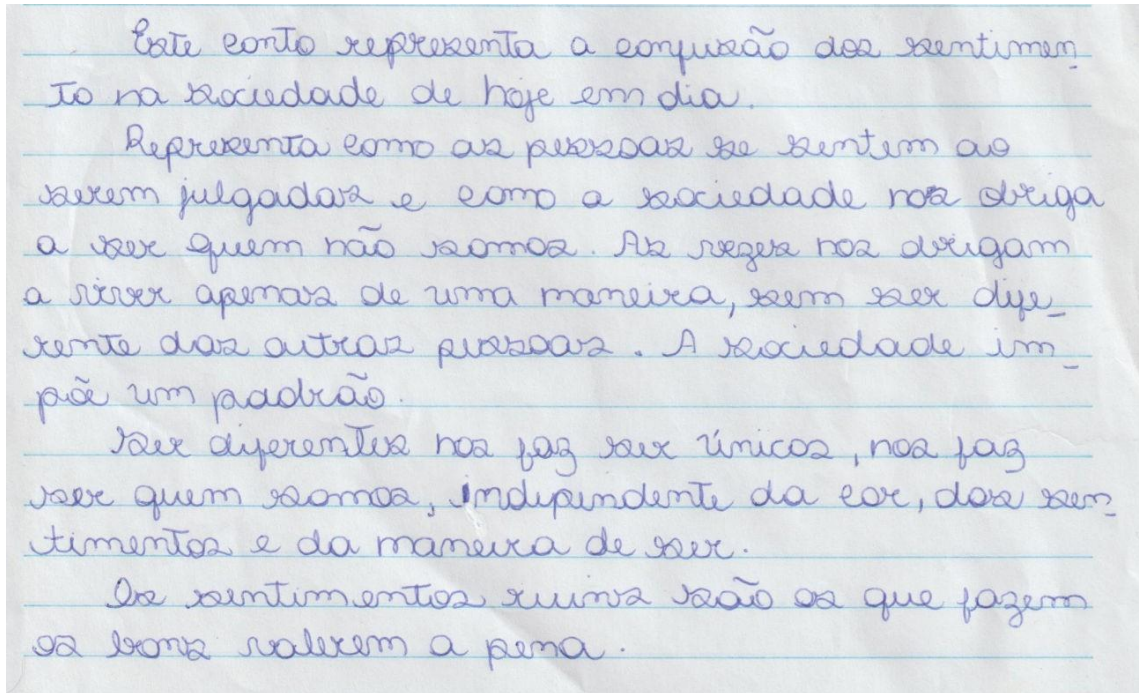 Este conto representa a confusão dos sentimen_
to na sociedade de hoje em dia.
Representa como as pessoas se sentem ao
serem julgadas e como a sociedade nos obriga
a ser quem não somos. As vezes nos obrigam
a viver apenas de uma maneira, sem ser dife_
rente das outras pessoas. A sociedade im_
põe um padrão.
Ser diferentes nos faz ser únicos, nos faz
ser quem somos, independente da cor, dos sen_
timentos e da maneira de ser.
Os sentimentos ruins são os que fazem
os bons valerem a pena.